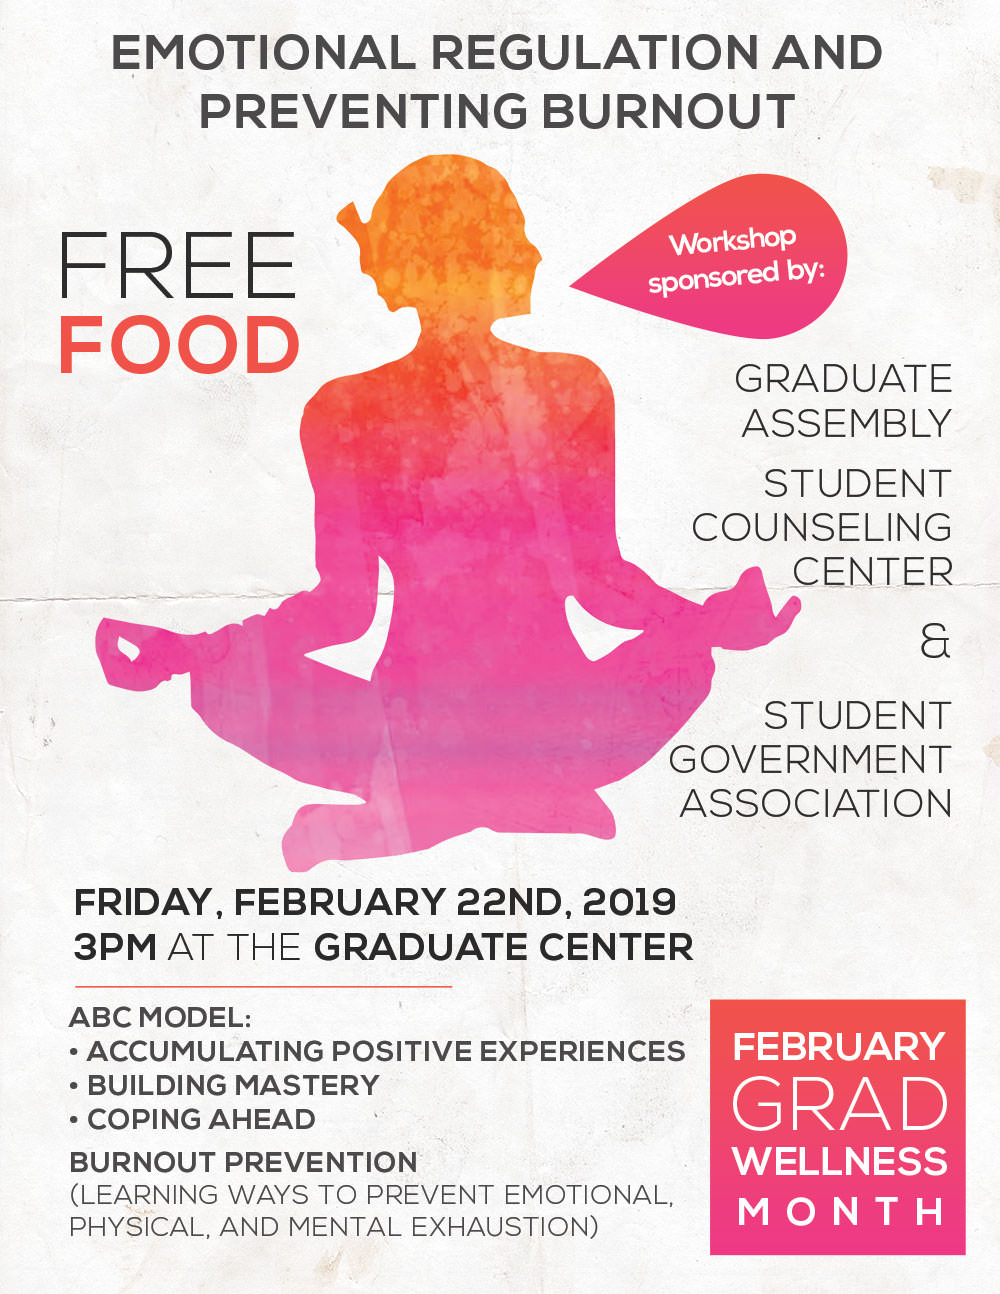 EMOTIONAL REGULATION AND
PREVENTING BURNOUT
FREE
FOOD
Workshop
sponsored by:
GRADUATE
ASSEMBLY
STUDENT
COUNSELING
CENTER
&
STUDENT
GOVERNMENT
ASSOCIATION
FRIDAY, FEBRUARY 22ND, 2019
3PM AT THE GRADUATE CENTER
ABC MODEL:
• ACCUMULATING POSITIVE EXPERIENCES
• BUILDING MASTERY
• COPING AHEAD
BURNOUT PREVENTION
(LEARNING WAYS TO PREVENT EMOTIONAL,
PHYSICAL, AND MENTAL EXHAUSTION)
FEBRUARY
GRAD
WELLNESS
MONTH